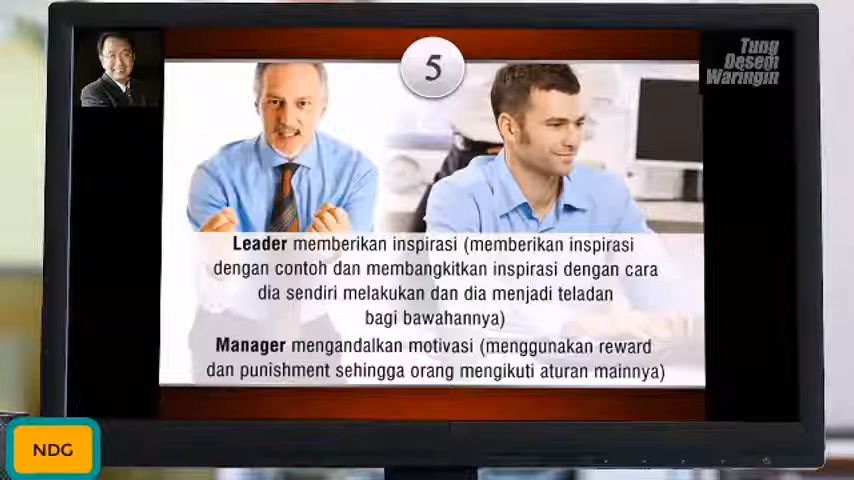 5
Tung
Desem
Waringin
Leader memberikan inspirasi (memberikan inspirasi
dengan contoh dan membangkitkan inspirasi dengan cara
dia sendiri melakukan dan dia menjadi teladan
bagi bawahannya)
Manager mengandalkan motivasi (menggunakan reward
dan punishment sehingga orang mengikuti aturan mainnya)
NDG